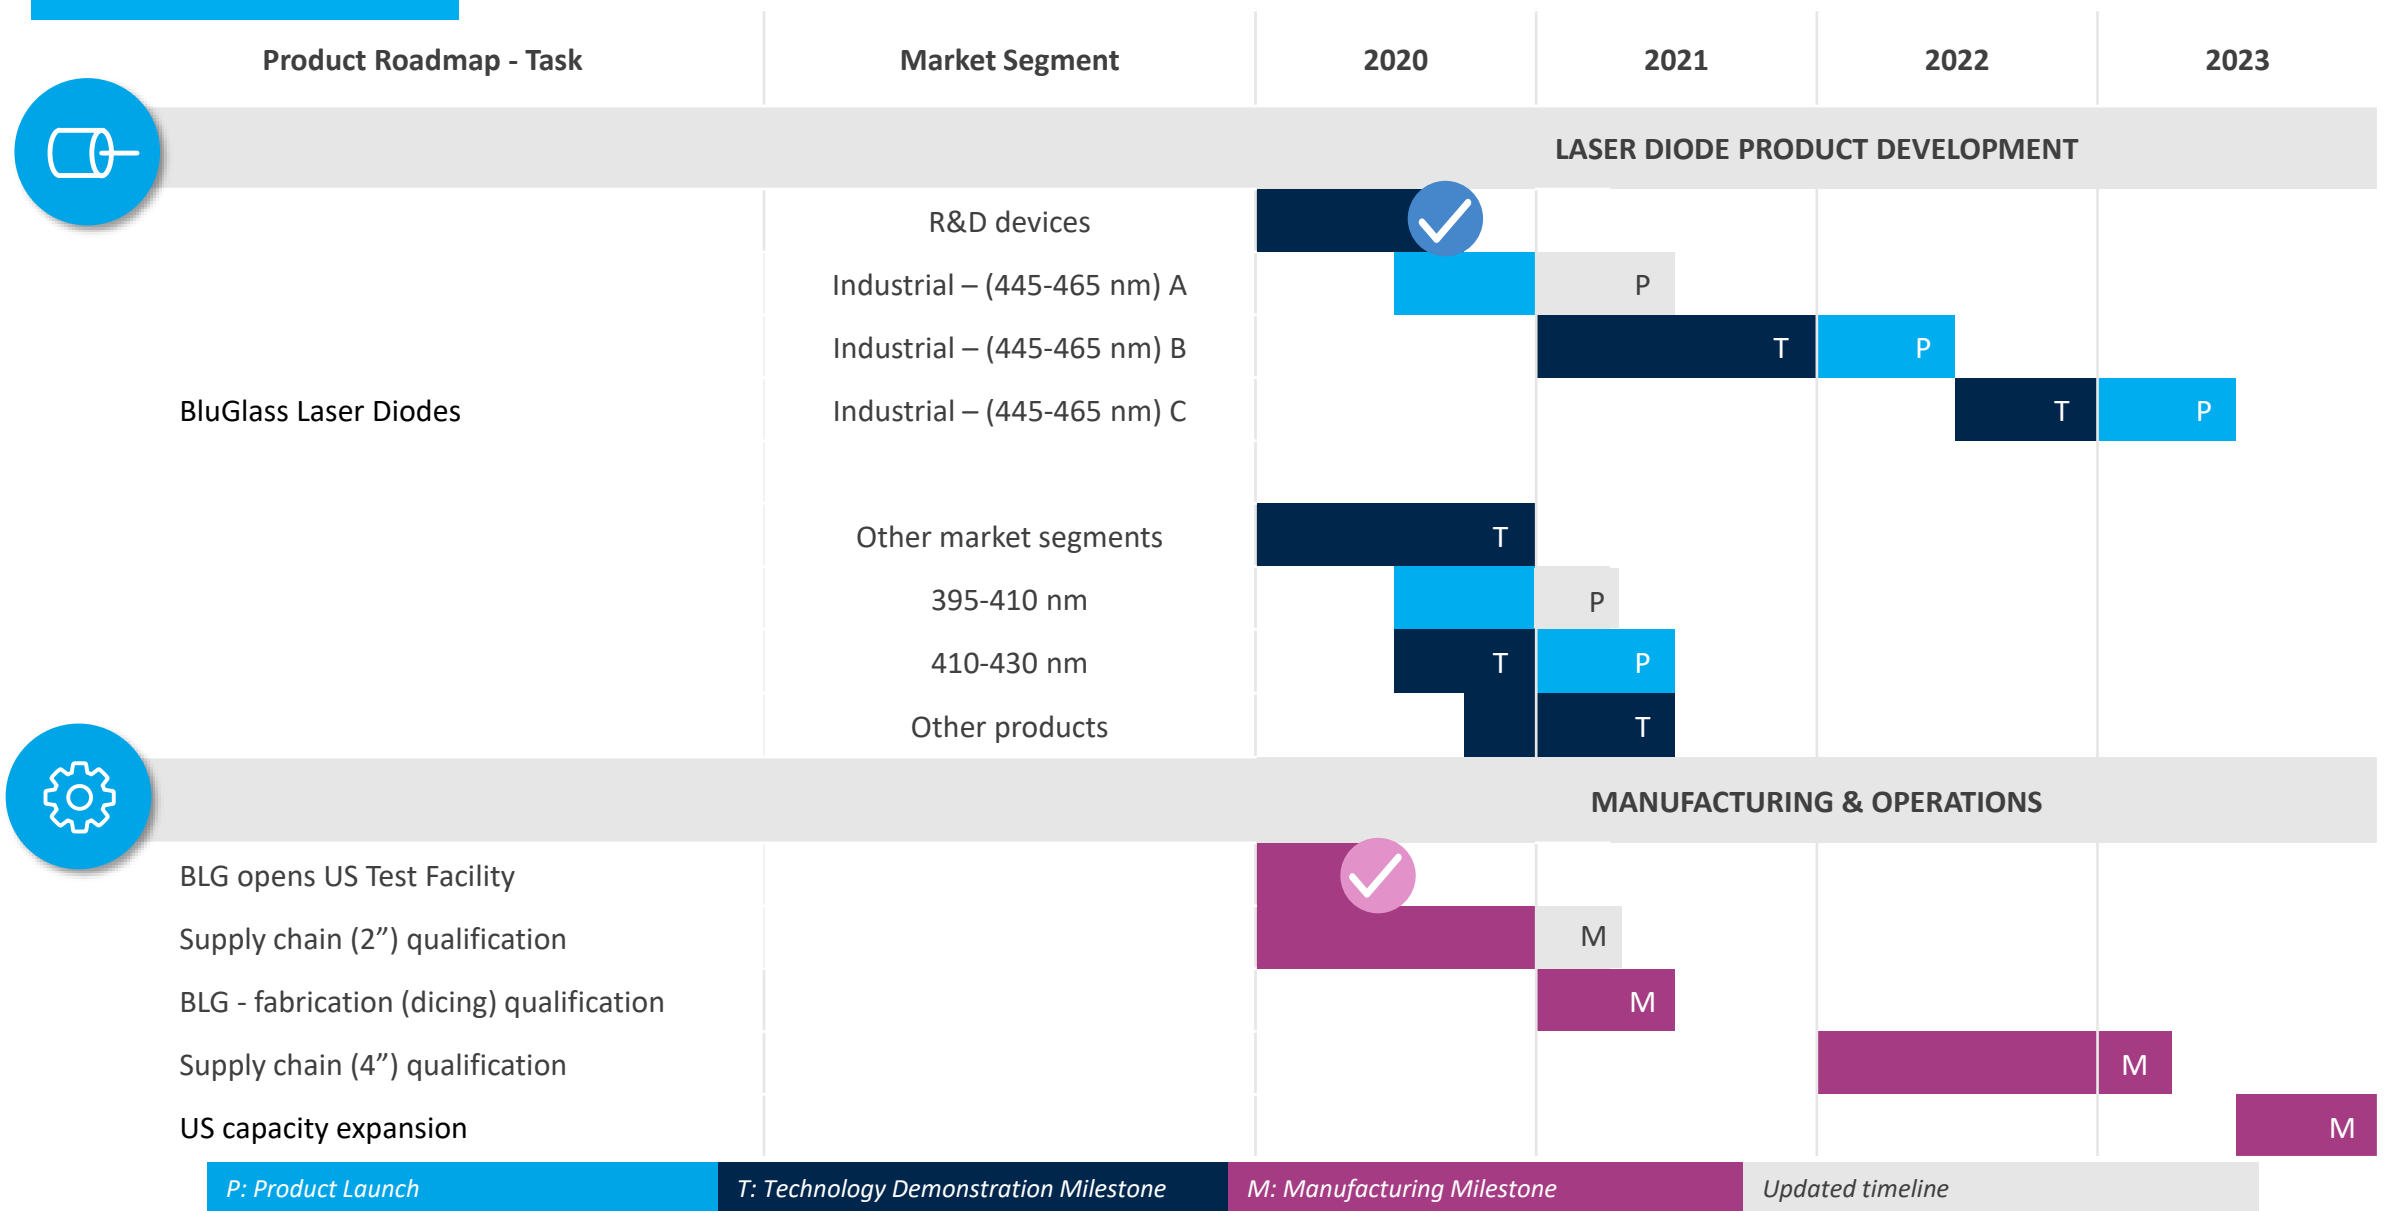 Product Roadmap - Task Market Segment 2020 2021 2022 2023
LASER DIODE PRODUCT DEVELOPMENT
R&D devices
Industrial – (445-465 nm) A P
Industrial – (445-465 nm) B T P
BluGlass Laser Diodes Industrial – (445-465 nm) C T P
Other market segments T
395-410 nm P
410-430 nm T P
Other products T
MANUFACTURING & OPERATIONS
BLG opens US Test Facility
Supply chain (2”) qualification M
BLG - fabrication (dicing) qualification M
Supply chain (4”) qualification M
US capacity expansion M
P: Product Launch T: Technology Demonstration Milestone M: Manufacturing Milestone Updated timeline